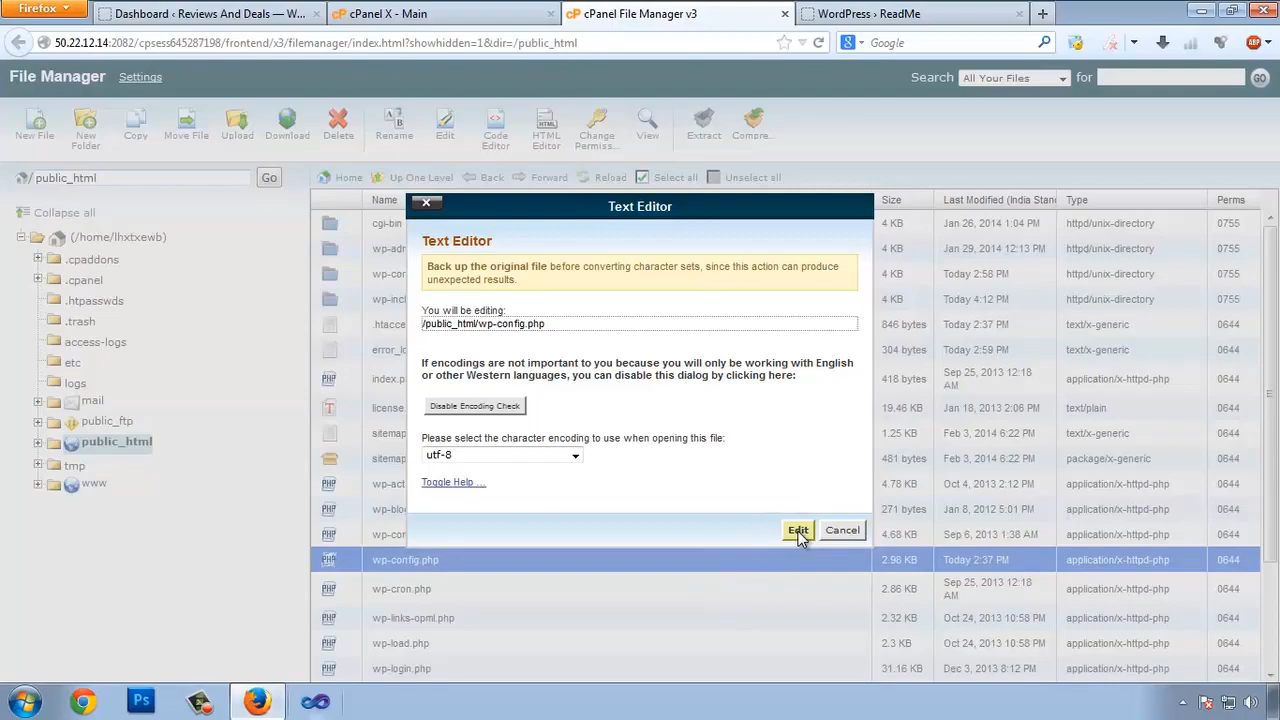 Firefox
Dashboard ‹ Reviews And Deals — W...
cPanel X - Main
cPanel File Manager v3
WordPress › ReadMe
50.22.12.14:2082/cpsess645287198/frontend/x3/filemanager/index.html?showhidden=1&dir=/public_html
Google
File Manager
Settings
Search
All Your Files
for
GO
New File
New Folder
Copy
Move File
Upload
Download
Delete
Rename
Edit
Code Editor
HTML Editor
Change Permiss...
View
Extract
Compre...
/public_html
Go
Home
Up One Level
Back
Forward
Reload
Select all
Unselect all
Collapse all
(/home/lhxtxewb)
.cpaddons
.cpanel
.htpasswds
.trash
access-logs
etc
logs
mail
public_ftp
public_html
tmp
www
Name Size Last Modified (India Stan Type Perms
cgi-bin 4 KB Jan 26, 2014 1:04 PM httpd/unix-directory 0755
wp-adr 4 KB Jan 29, 2014 12:13 PM httpd/unix-directory 0755
wp-cor 4 KB Today 2:58 PM httpd/unix-directory 0755
wp-incl 4 KB Today 4:12 PM httpd/unix-directory 0755
.htacce 846 bytes Today 2:37 PM text/x-generic 0644
error_lo 304 bytes Today 2:59 PM text/x-generic 0644
index.p 418 bytes Sep 25, 2013 12:18 AM application/x-httpd-php 0644
license. 19.46 KB Jan 18, 2013 2:06 PM text/plain 0644
sitemap 1.25 KB Feb 3, 2014 6:22 PM text/x-generic 0644
sitemap 481 bytes Feb 3, 2014 6:22 PM package/x-generic 0644
wp-act 4.78 KB Oct 4, 2013 2:12 PM application/x-httpd-php 0644
wp-blo 271 bytes Jan 8, 2012 5:01 PM application/x-httpd-php 0644
wp-cor 4.68 KB Sep 6, 2013 1:38 AM application/x-httpd-php 0644
wp-config.php 2.98 KB Today 2:37 PM application/x-httpd-php 0644
wp-cron.php 2.86 KB Sep 25, 2013 12:18 AM application/x-httpd-php 0644
wp-links-opml.php 2.32 KB Oct 24, 2013 10:58 PM application/x-httpd-php 0644
wp-load.php 2.3 KB Oct 24, 2013 10:58 PM application/x-httpd-php 0644
wp-login.php 31.16 KB Dec 3, 2013 8:12 PM application/x-httpd-php 0644
Text Editor
Text Editor
Back up the original file before converting character sets, since this action can produce
unexpected results.
You will be editing:
/public_html/wp-config.php
If encodings are not important to you because you will only be working with English
or other Western languages, you can disable this dialog by clicking here:
Disable Encoding Check
Please select the character encoding to use when opening this file:
utf-8
Toggle Help ...
Edit
Cancel
Ps